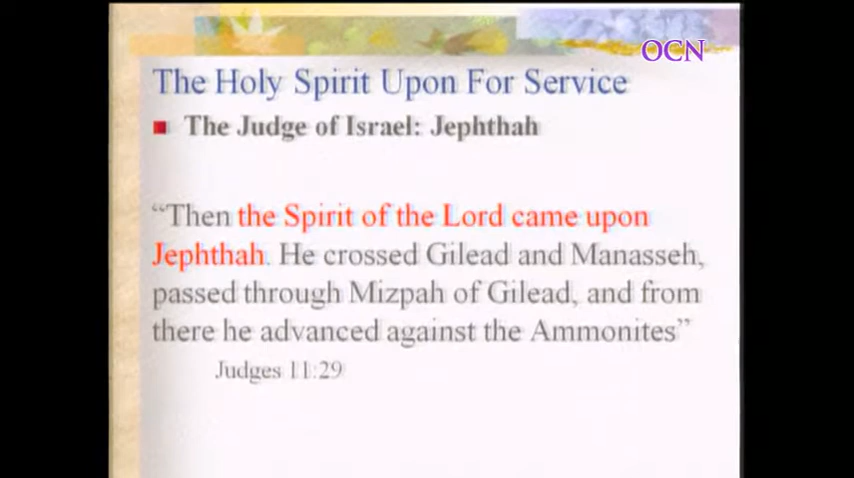 OCN
The Holy Spirit Upon For Service
The Judge of Israel: Jephthah
“Then the Spirit of the Lord came upon
Jephthah. He crossed Gilead and Manasseh,
passed through Mizpah of Gilead, and from
there he advanced against the Ammonites”
Judges 11:29